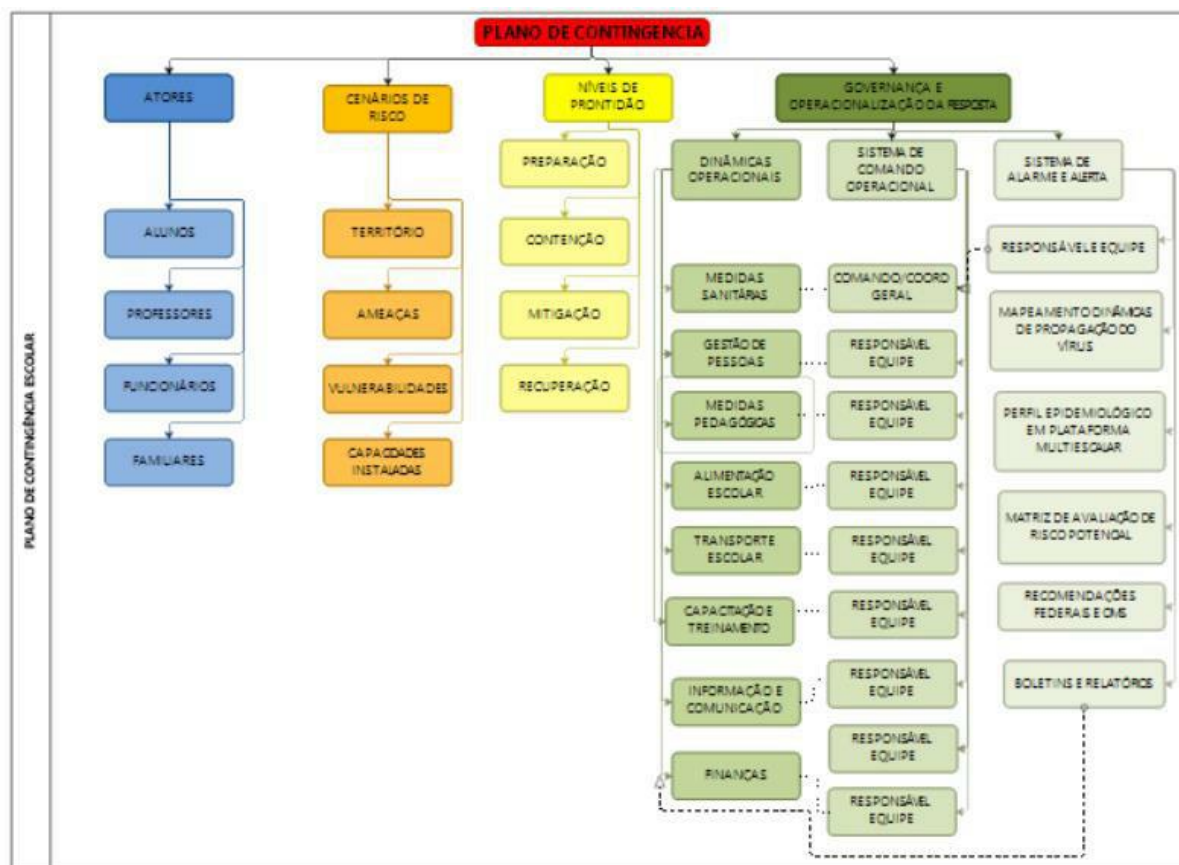 PLANO DE CONTINGENCIA
PLANO DE CONTINGÊNCIA ESCOLAR
ATORES
ALUNOS
PROFESSORES
FUNCIONÁRIOS
FAMILIARES
CENÁRIOS DE
RISCO
TERRITÓRIO
AMEAÇAS
VULNERABILIDADES
CAPACIDADES
INSTALADAS
NÍVEIS DE
PRONTIDÃO
PREPARAÇÃO
CONTENÇÃO
MITIGAÇÃO
RECUPERAÇÃO
GOVERNANÇA E
OPERACIONALIZAÇÃO DA RESPOSTA
DINÂMICAS
OPERACIONAIS
MEDIDAS
SANITÁRIAS
GESTÃO DE
PESSOAS
MEDIDAS
PEDAGÓGICAS
ALIMENTAÇÃO
ESCOLAR
TRANSPORTE
ESCOLAR
CAPACITAÇÃO E
TREINAMENTO
INFORMAÇÃO E
COMUNICAÇÃO
FINANÇAS
SISTEMA DE
COMANDO
OPERACIONAL
COMANDO/COORD
GERAL
RESPONSÁVEL
EQUIPE
RESPONSÁVEL
EQUIPE
RESPONSÁVEL
EQUIPE
RESPONSÁVEL
EQUIPE
RESPONSÁVEL
EQUIPE
RESPONSÁVEL
EQUIPE
RESPONSÁVEL
EQUIPE
RESPONSÁVEL
EQUIPE
SISTEMA DE
ALARME E ALERTA
RESPONSÁVEL E EQUIPE
MAPEAMENTO DINÂMICAS
DE PROPAGAÇÃO DO
VÍRUS
PERFIL EPIDEMIOLÓGICO
EM PLATAFORMA
MULTIESCALAR
MATRIZ DE AVALIAÇÃO DE
RISCO POTENCIAL
RECOMENDAÇÕES
FEDERAIS E OMS
BOLETINS E RELATÓRIOS